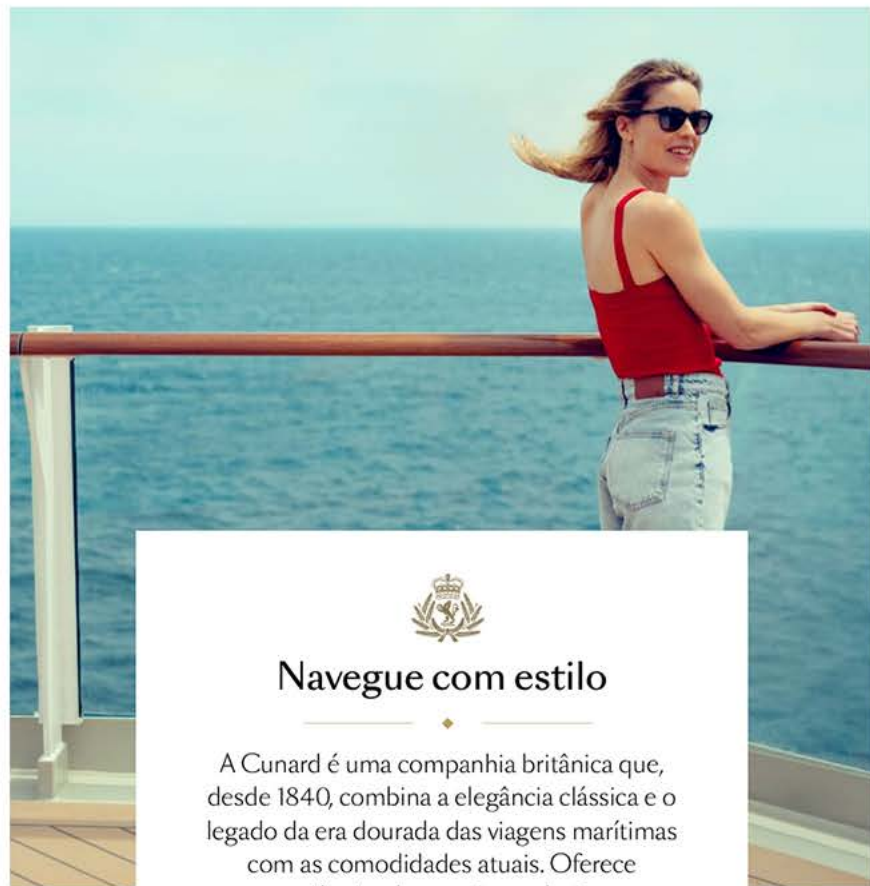 Navegue com estilo
A Cunard é uma companhia britânica que,
desde 1840, combina a elegância clássica e o
legado da era dourada das viagens marítimas
com as comodidades atuais. Oferece